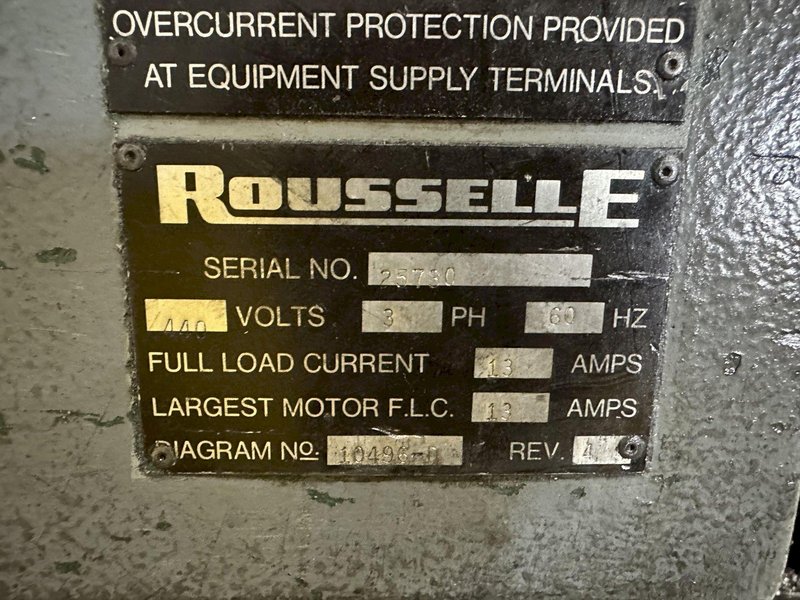 OVERCURRENT PROTECTION PROVIDED
AT EQUIPMENT SUPPLY TERMINALS.
ROUSSELLE
SERIAL NO. 25730
440 VOLTS 3 PH 60 HZ
FULL LOAD CURRENT 13 AMPS
LARGEST MOTOR F.L.C. 13 AMPS
DIAGRAM NO. 10496-D REV. 4